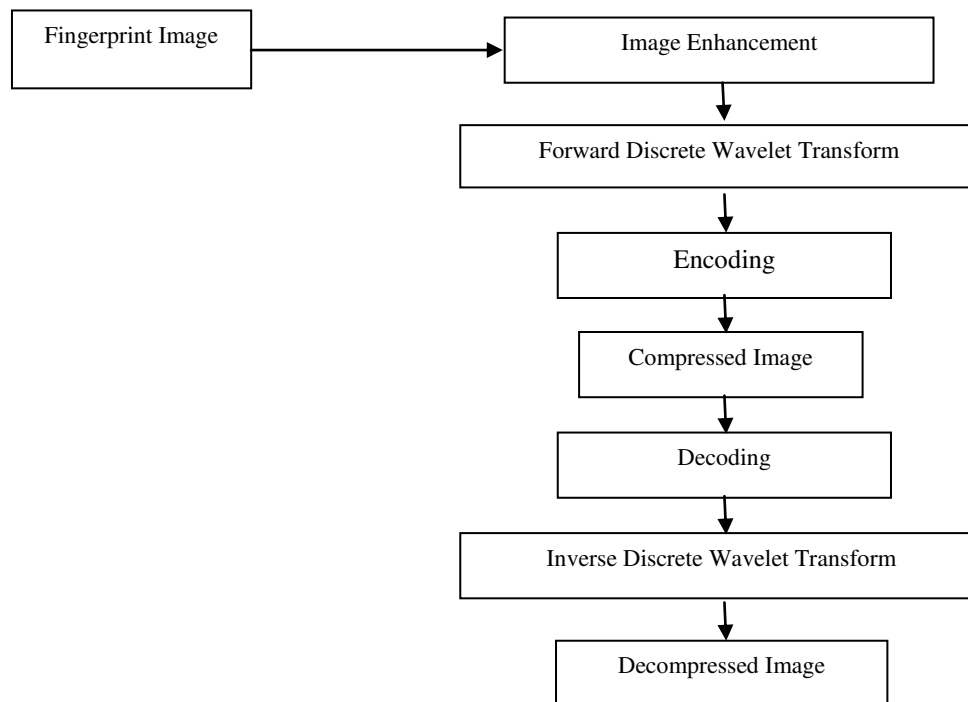 Fingerprint Image
Image Enhancement
Forward Discrete Wavelet Transform
Encoding
Compressed Image
Decoding
Inverse Discrete Wavelet Transform
Decompressed Image